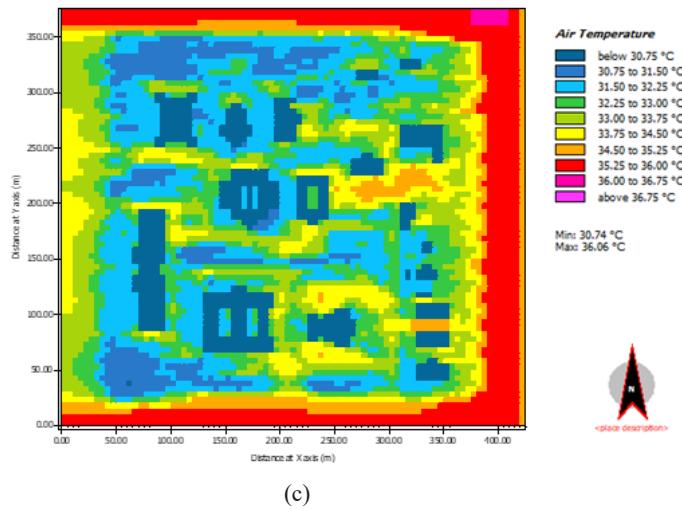 350.00
300.00
250.00
200.00
150.00
100.00
50.00
0.00
Distance at Y axis (m)
0.00 50.00 100.00 150.00 200.00 250.00 300.00 350.00 400.00
Distance at X axis (m)
Air Temperature
below 30.75 °C
30.75 to 31.50 °C
31.50 to 32.25 °C
32.25 to 33.00 °C
33.00 to 33.75 °C
33.75 to 34.50 °C
34.50 to 35.25 °C
35.25 to 36.00 °C
36.00 to 36.75 °C
above 36.75 °C
Min: 30.74 °C
Max: 36.06 °C
N
<place description>
(c)